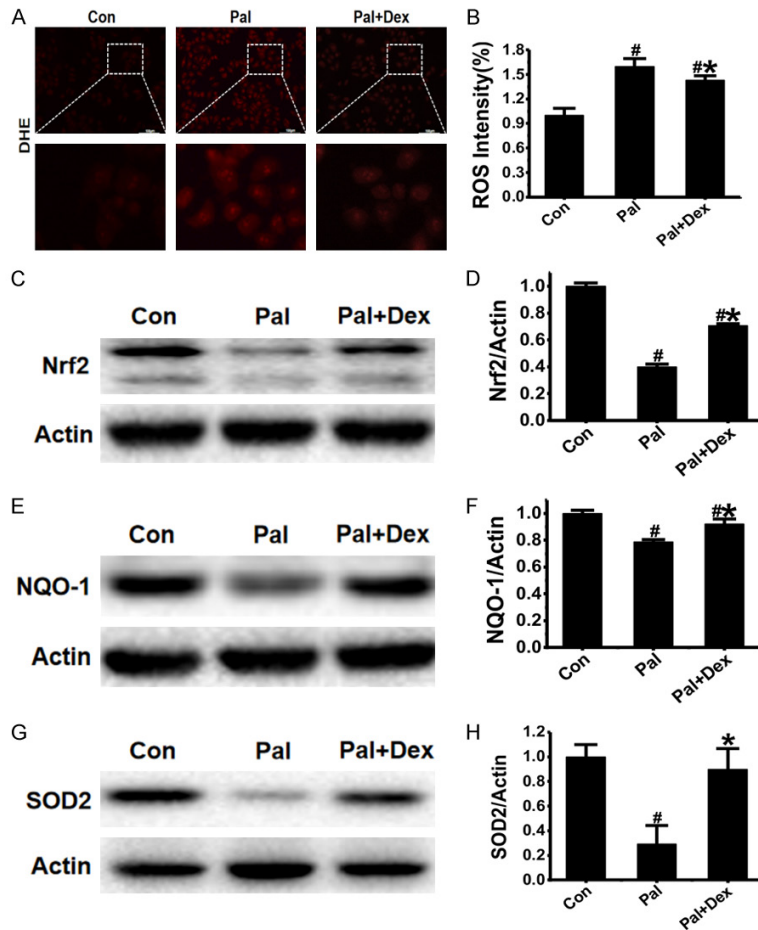 A
Con
Pal
Pal+Dex
DHE
B
ROS Intensity(%)
1.8
1.5
1.2
0.9
0.6
0.3
0.0
#
#*
Con
Pal
Pal+Dex
C
Con
Pal
Pal+Dex
Nrf2
Actin
D
Nrf2/Actin
1.0
0.8
0.6
0.4
0.2
0.0
#
#*
Con
Pal
Pal+Dex
E
Con
Pal
Pal+Dex
NQO-1
Actin
F
NQO-1/Actin
1.0
0.8
0.6
0.4
0.2
0.0
#
#*
Con
Pal
Pal+Dex
G
Con
Pal
Pal+Dex
SOD2
Actin
H
SOD2/Actin
1.2
1.0
0.8
0.6
0.4
0.2
0.0
#
*
Con
Pal
Pal+Dex